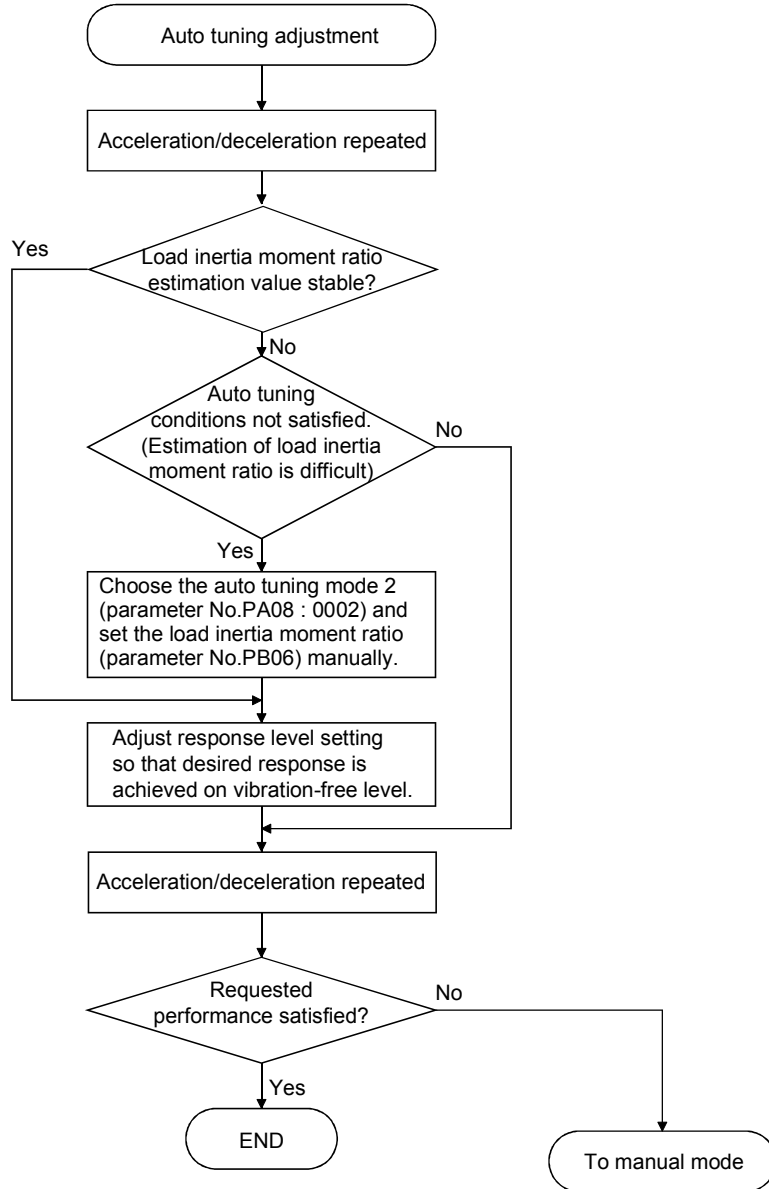 Auto tuning adjustment
Acceleration/deceleration repeated
Yes
Load inertia moment ratio
estimation value stable?
No
Auto tuning
conditions not satisfied.
(Estimation of load inertia
moment ratio is difficult)
No
Yes
Choose the auto tuning mode 2
(parameter No.PA08 : 0002) and
set the load inertia moment ratio
(parameter No.PB06) manually.
Adjust response level setting
so that desired response is
achieved on vibration-free level.
Acceleration/deceleration repeated
Requested
performance satisfied?
No
Yes
END
To manual mode